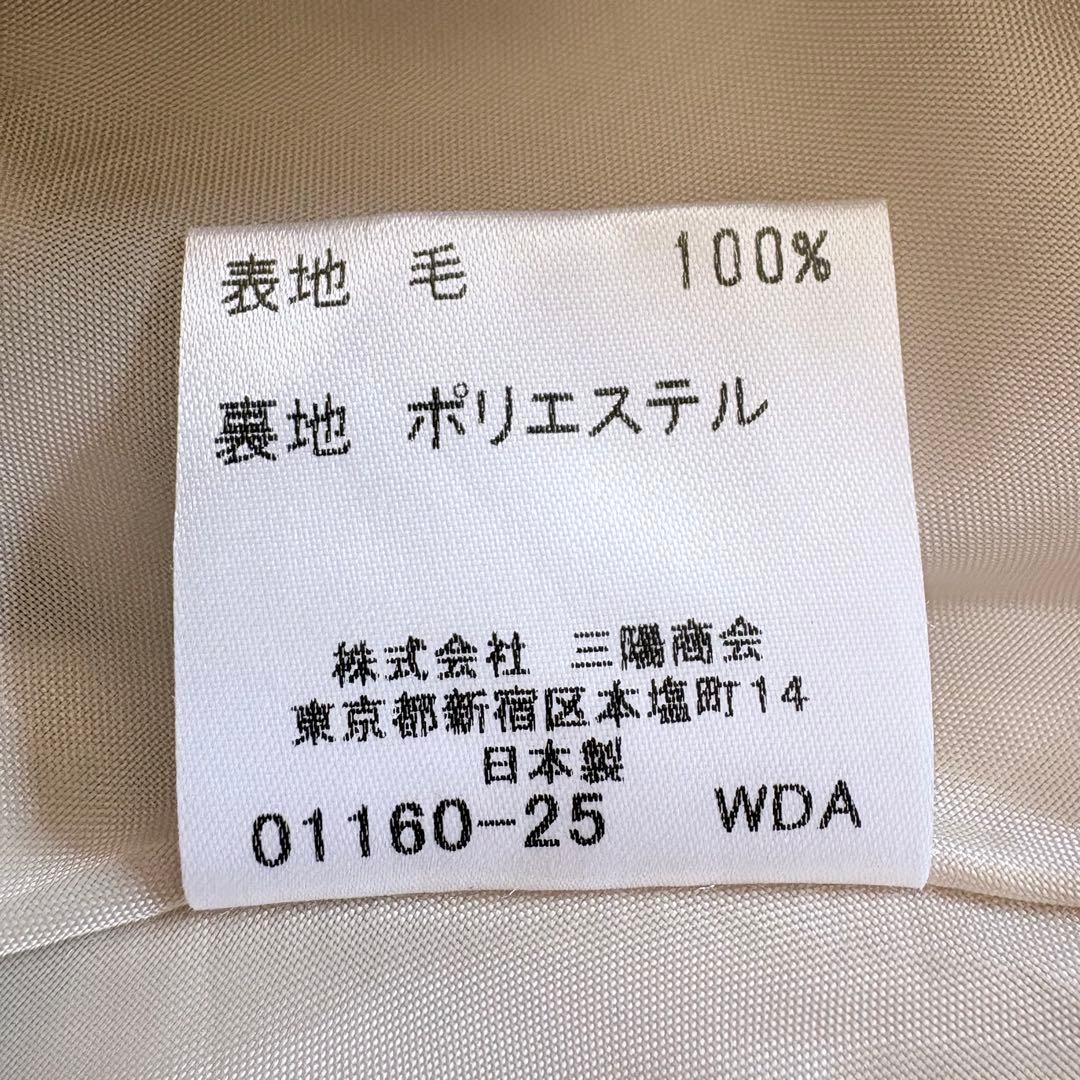 表地 毛 100%
裏地 ポリエステル
株式会社 三陽商会
東京都新宿区本塩町14
日本製
01160-25 WDA